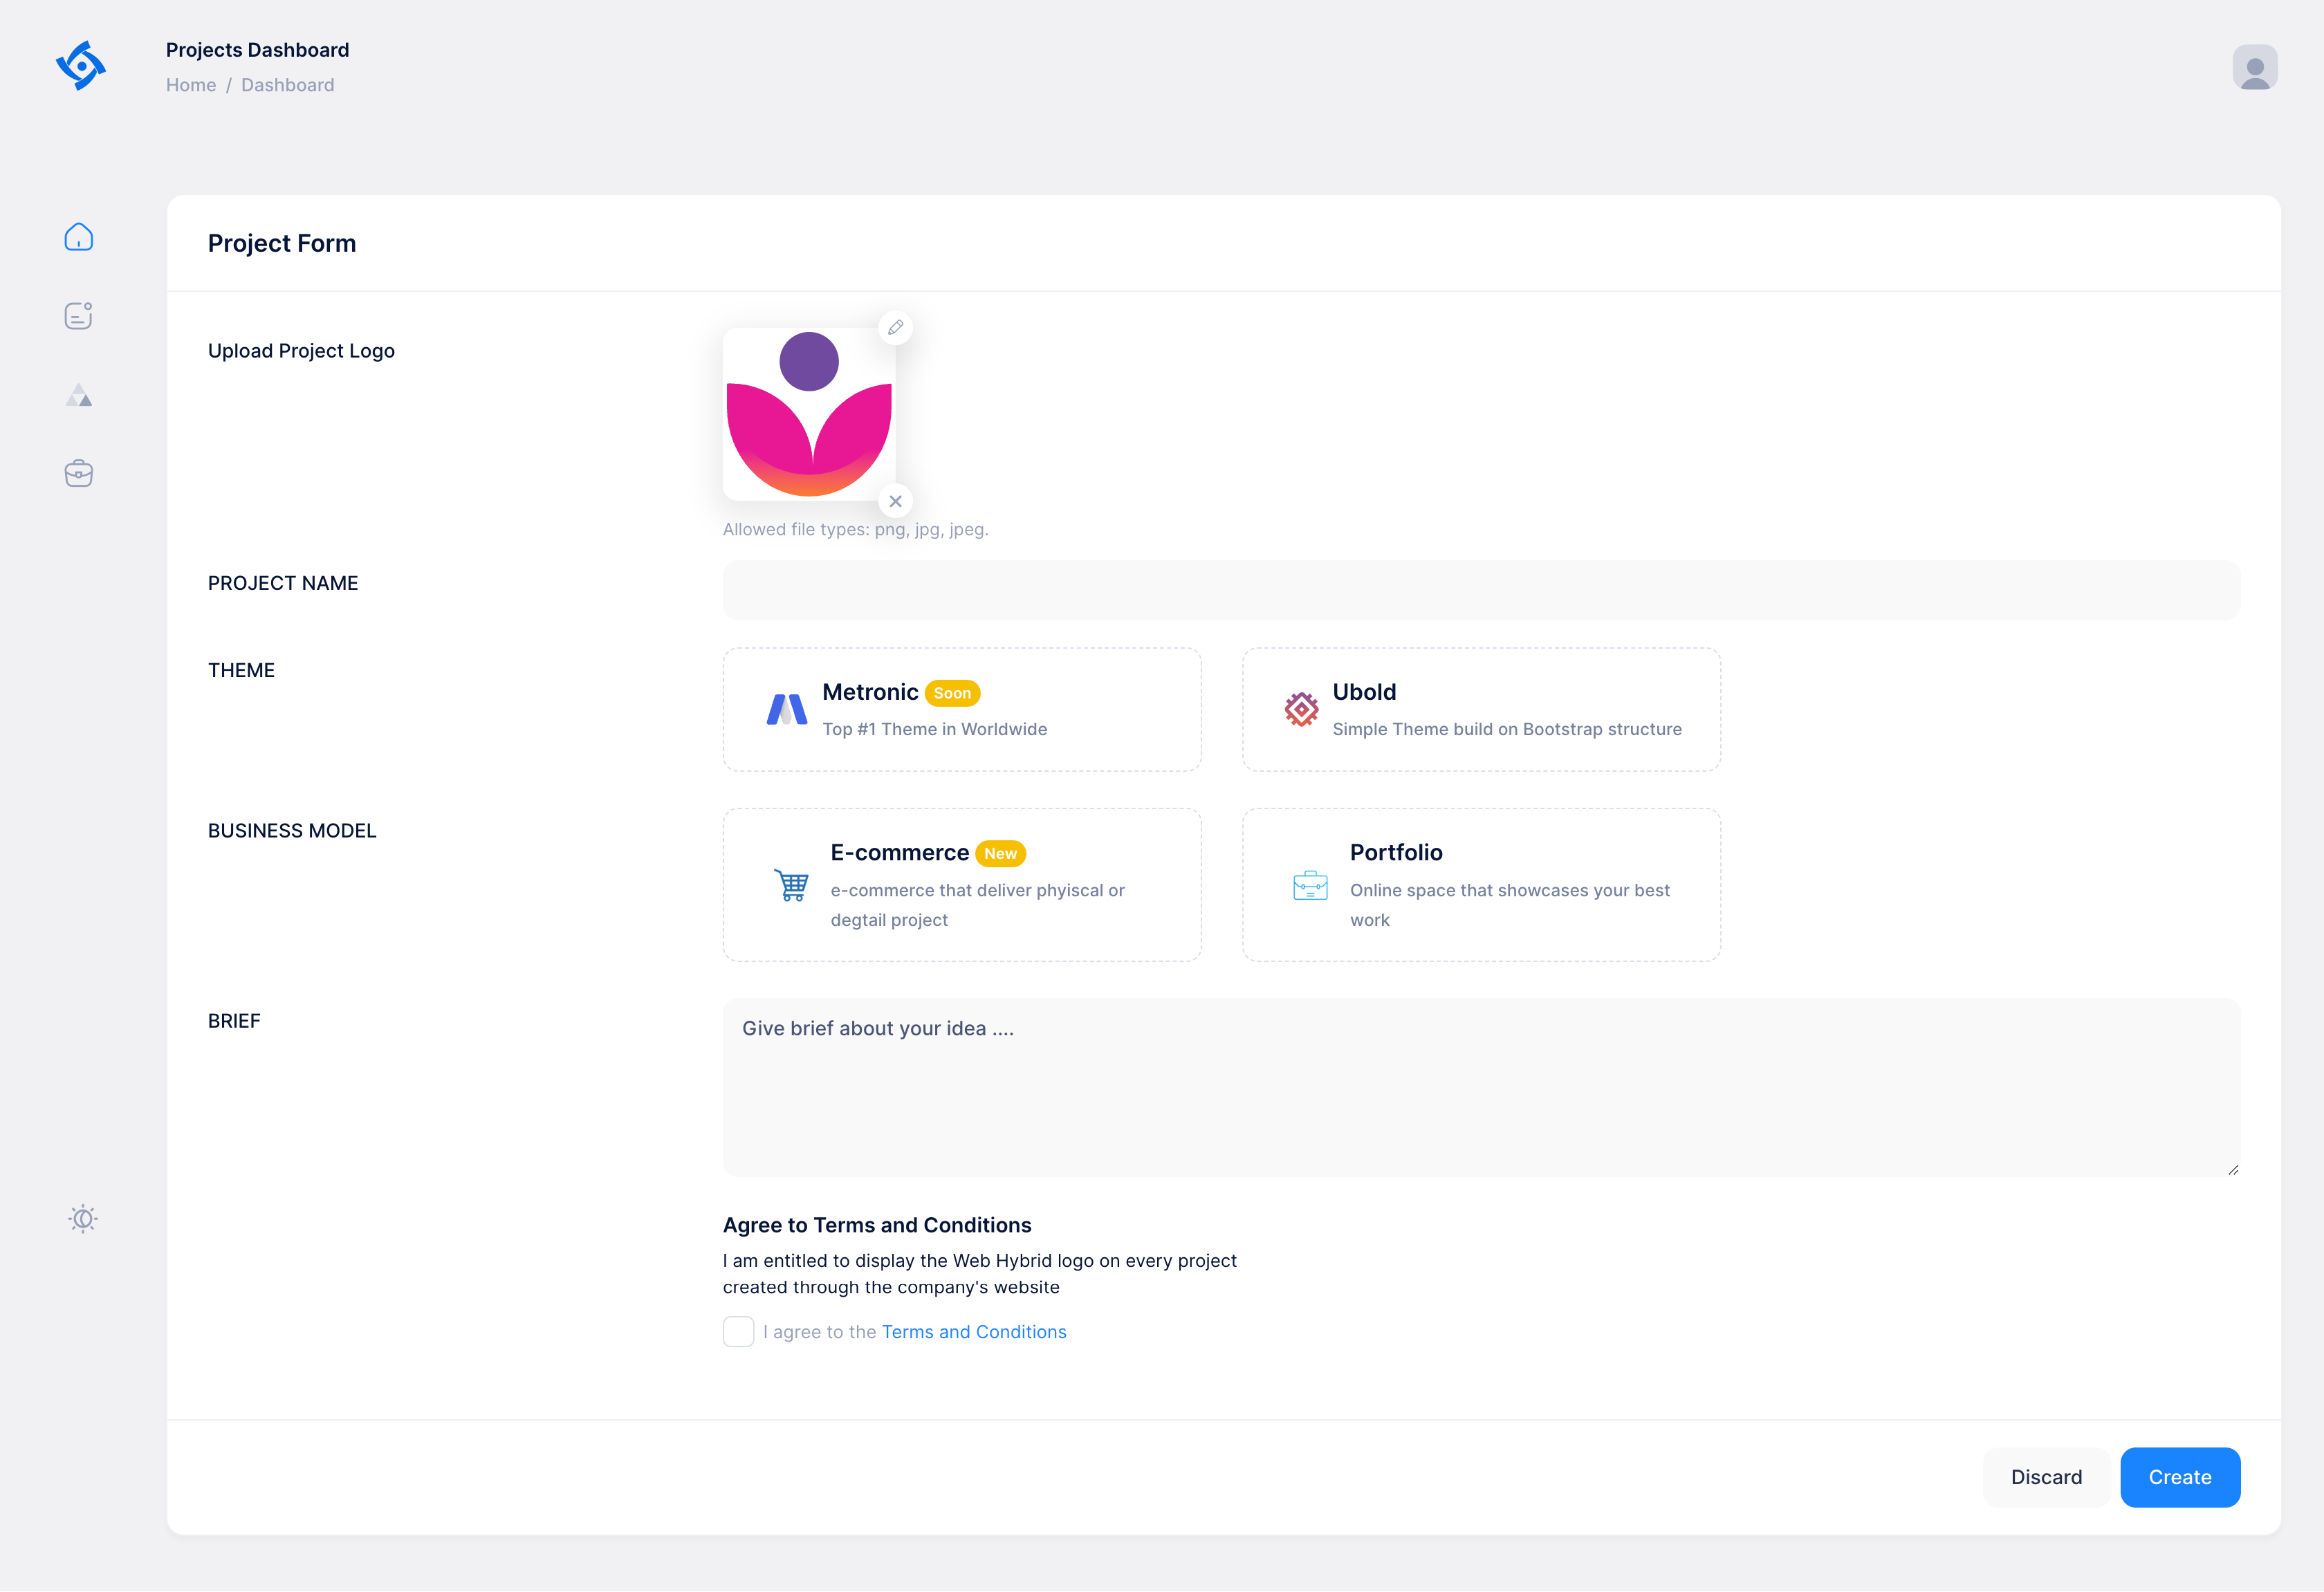 Projects Dashboard
Home / Dashboard
Project Form
Upload Project Logo
Allowed file types: png, jpg, jpeg.
PROJECT NAME
THEME
Metronic Soon
Top #1 Theme in Worldwide
Ubold
Simple Theme build on Bootstrap structure
BUSINESS MODEL
E-commerce New
e-commerce that deliver phyiscal or
degtail project
Portfolio
Online space that showcases your best
work
BRIEF
Give brief about your idea ....
Agree to Terms and Conditions
I am entitled to display the Web Hybrid logo on every project
created through the company's website
I agree to the Terms and Conditions
Discard
Create